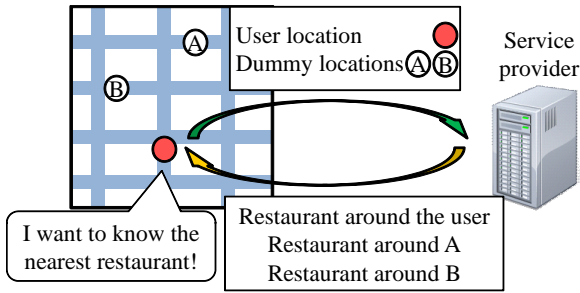 User location
Dummy locations A B
Service
provider
A
B
I want to know the
nearest restaurant!
Restaurant around the user
Restaurant around A
Restaurant around B